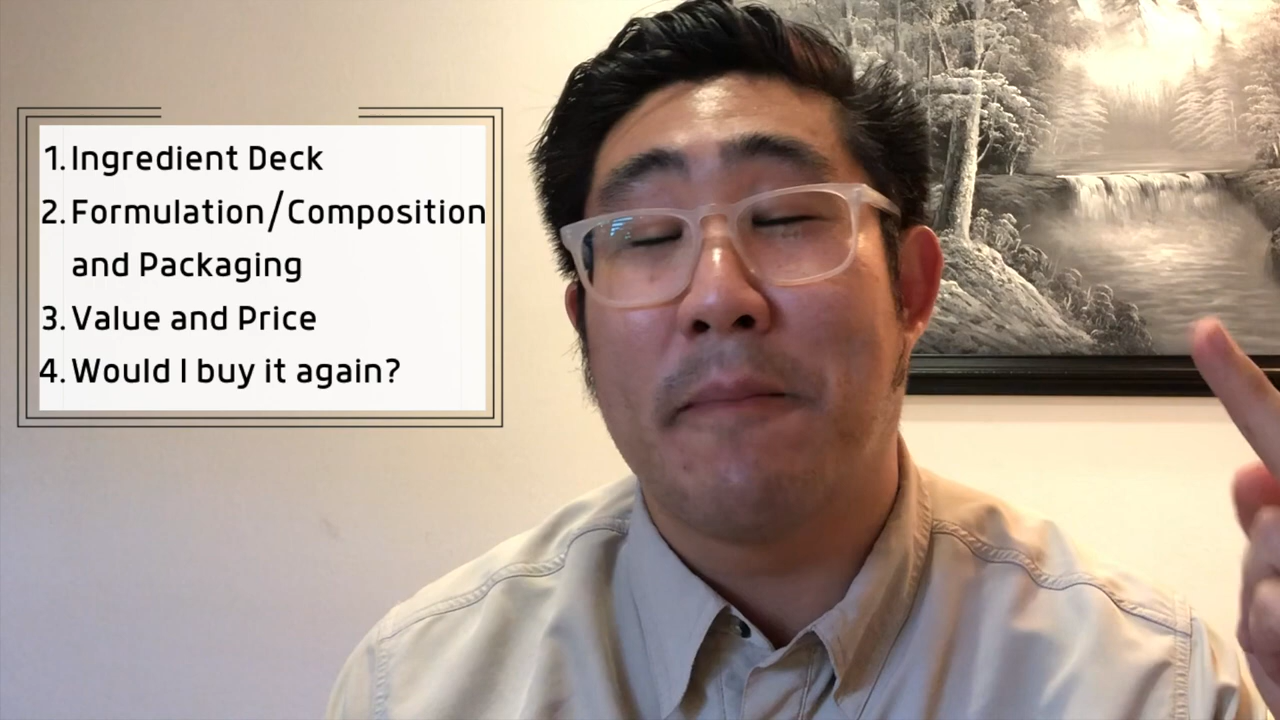 1. Ingredient Deck
2. Formulation/Composition
and Packaging
3. Value and Price
4. Would I buy it again?